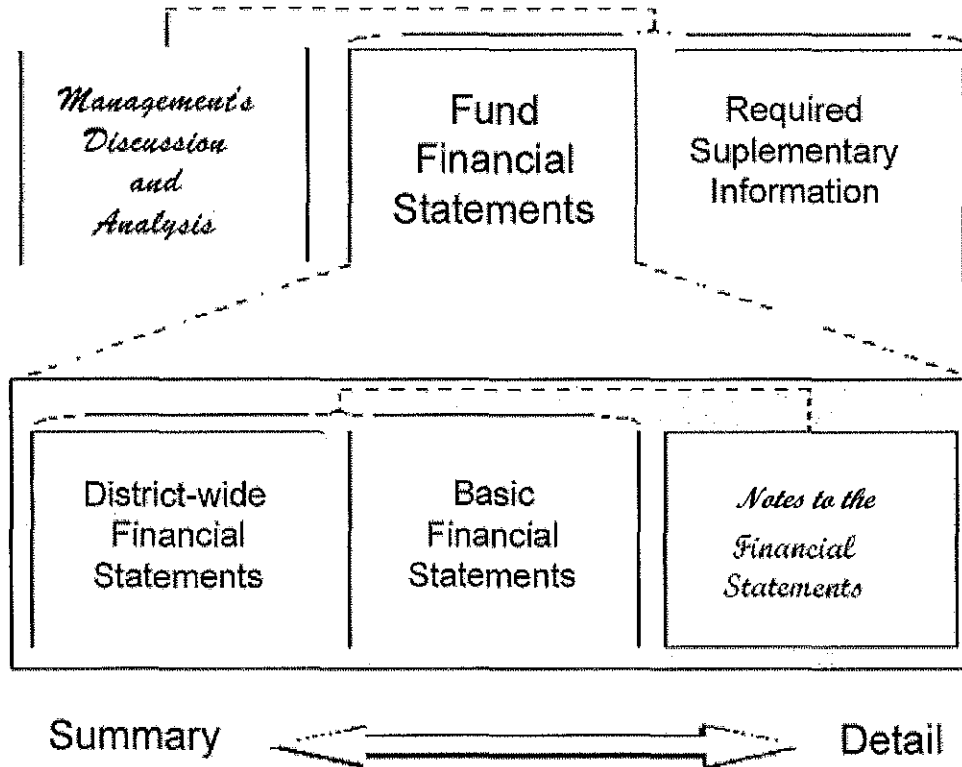 Management's
Discussion
and
Analysis
Fund
Financial
Statements
Required
Suplementary
Information
District-wide
Financial
Statements
Basic
Financial
Statements
Notes to the
Financial
Statements
Summary
Detail